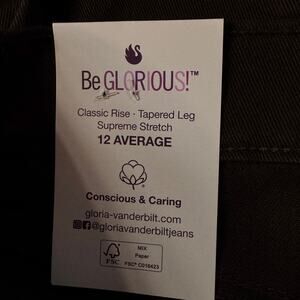 Be GLORIOUS!™
Classic Rise · Tapered Leg
Supreme Stretch
12 AVERAGE
Conscious & Caring
gloria-vanderbilt.com
@gloriavanderbiltjeans
FSC
MIX
Paper
FSC® C016423